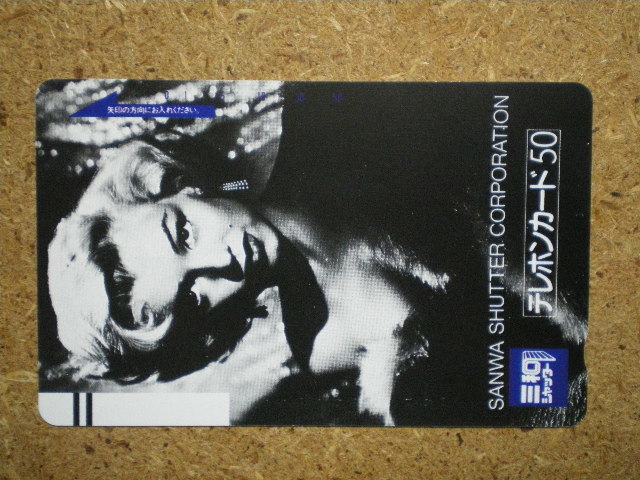 矢印の方向にお入れください。
50
SANWA SHUTTER CORPORATION
テレホンカード50
三和
シャッター